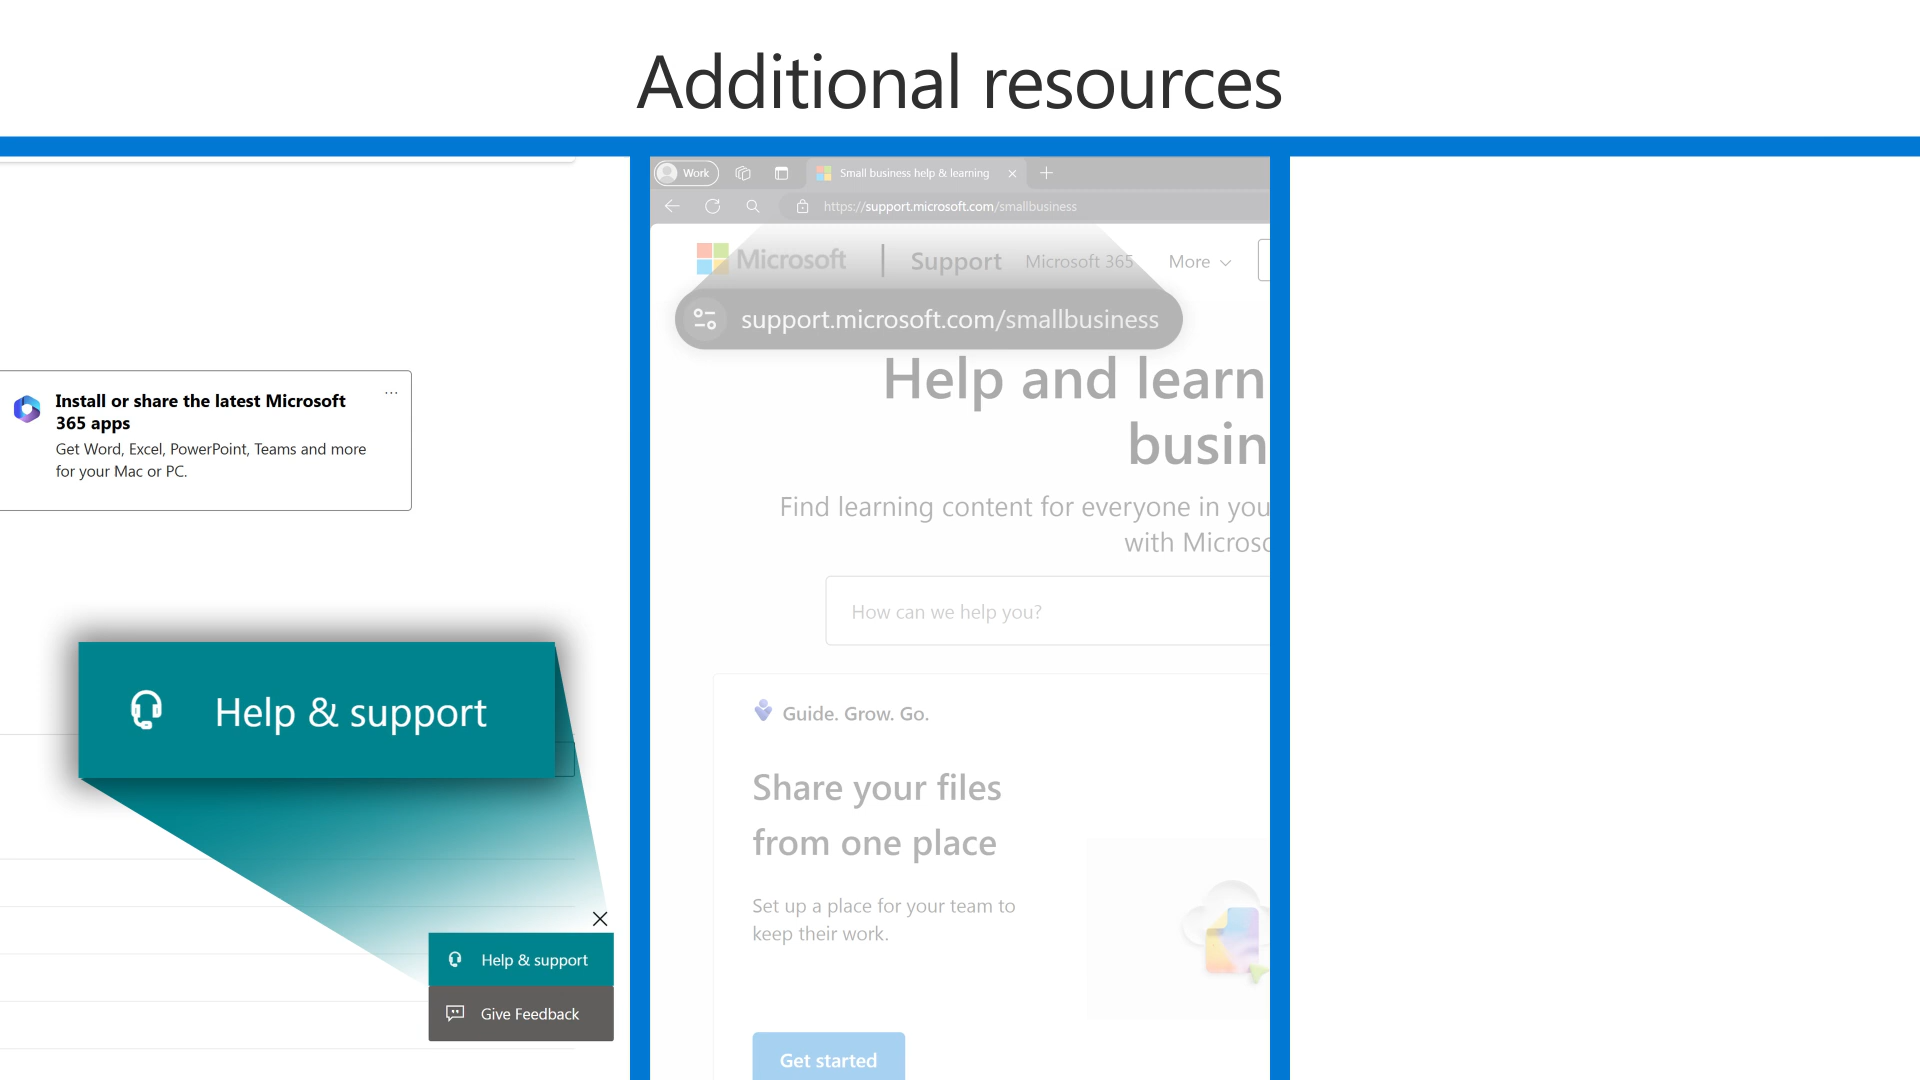 Additional resources
Install or share the latest Microsoft
365 apps
Get Word, Excel, PowerPoint, Teams and more
for your Mac or PC.
Help & support
Help & support
Give Feedback
Work
Small business help & learning
https://support.microsoft.com/smallbusiness
Microsoft
Support
Microsoft 365
More
support.microsoft.com/smallbusiness
Help and learn
busin
Find learning content for everyone in you
with Microso
How can we help you?
Guide. Grow. Go.
Share your files
from one place
Set up a place for your team to
keep their work.
Get started